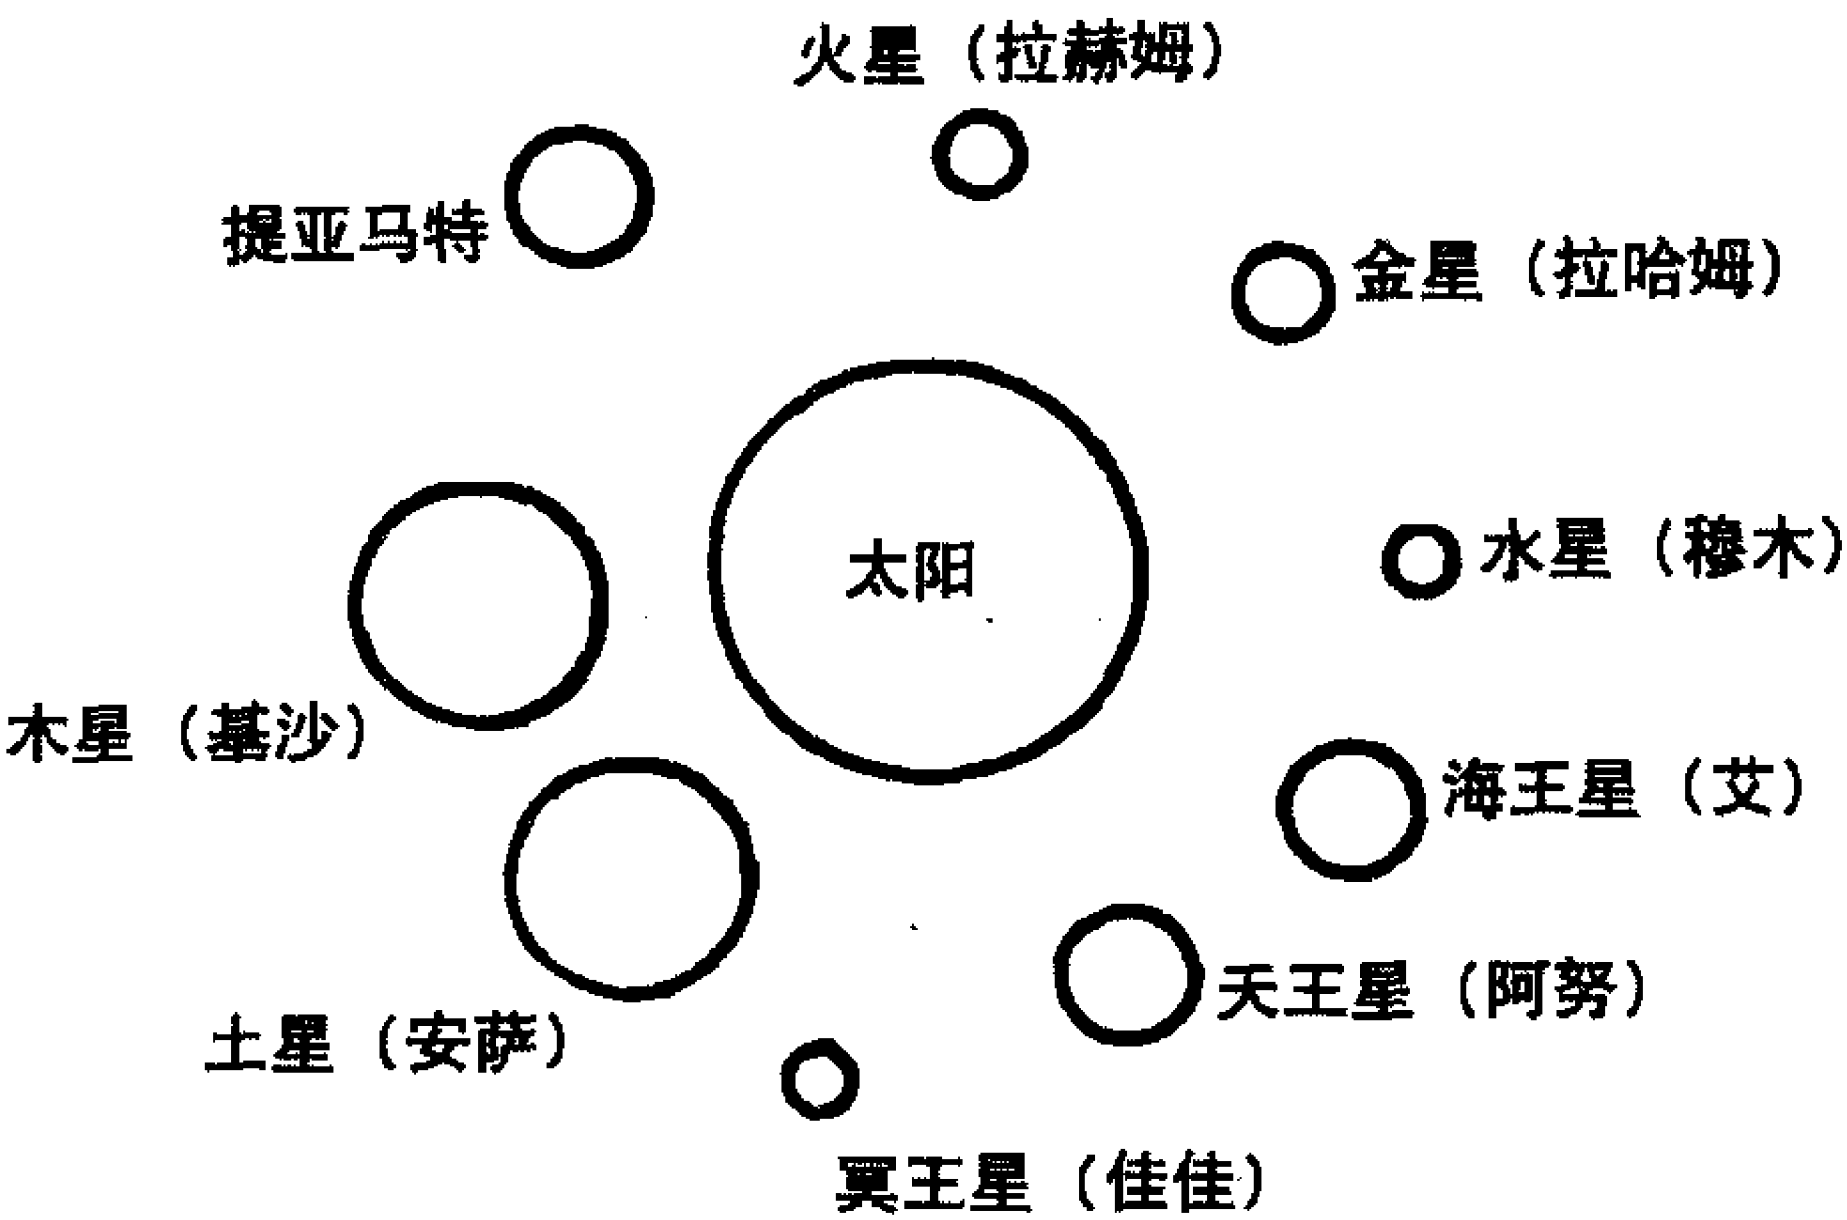 火星（拉赫姆）
提亚马特
金星（拉哈姆）
水星（穆木）
太阳
木星（基沙）
海王星（艾）
天王星（阿努）
土星（安萨）
冥王星（佳佳）